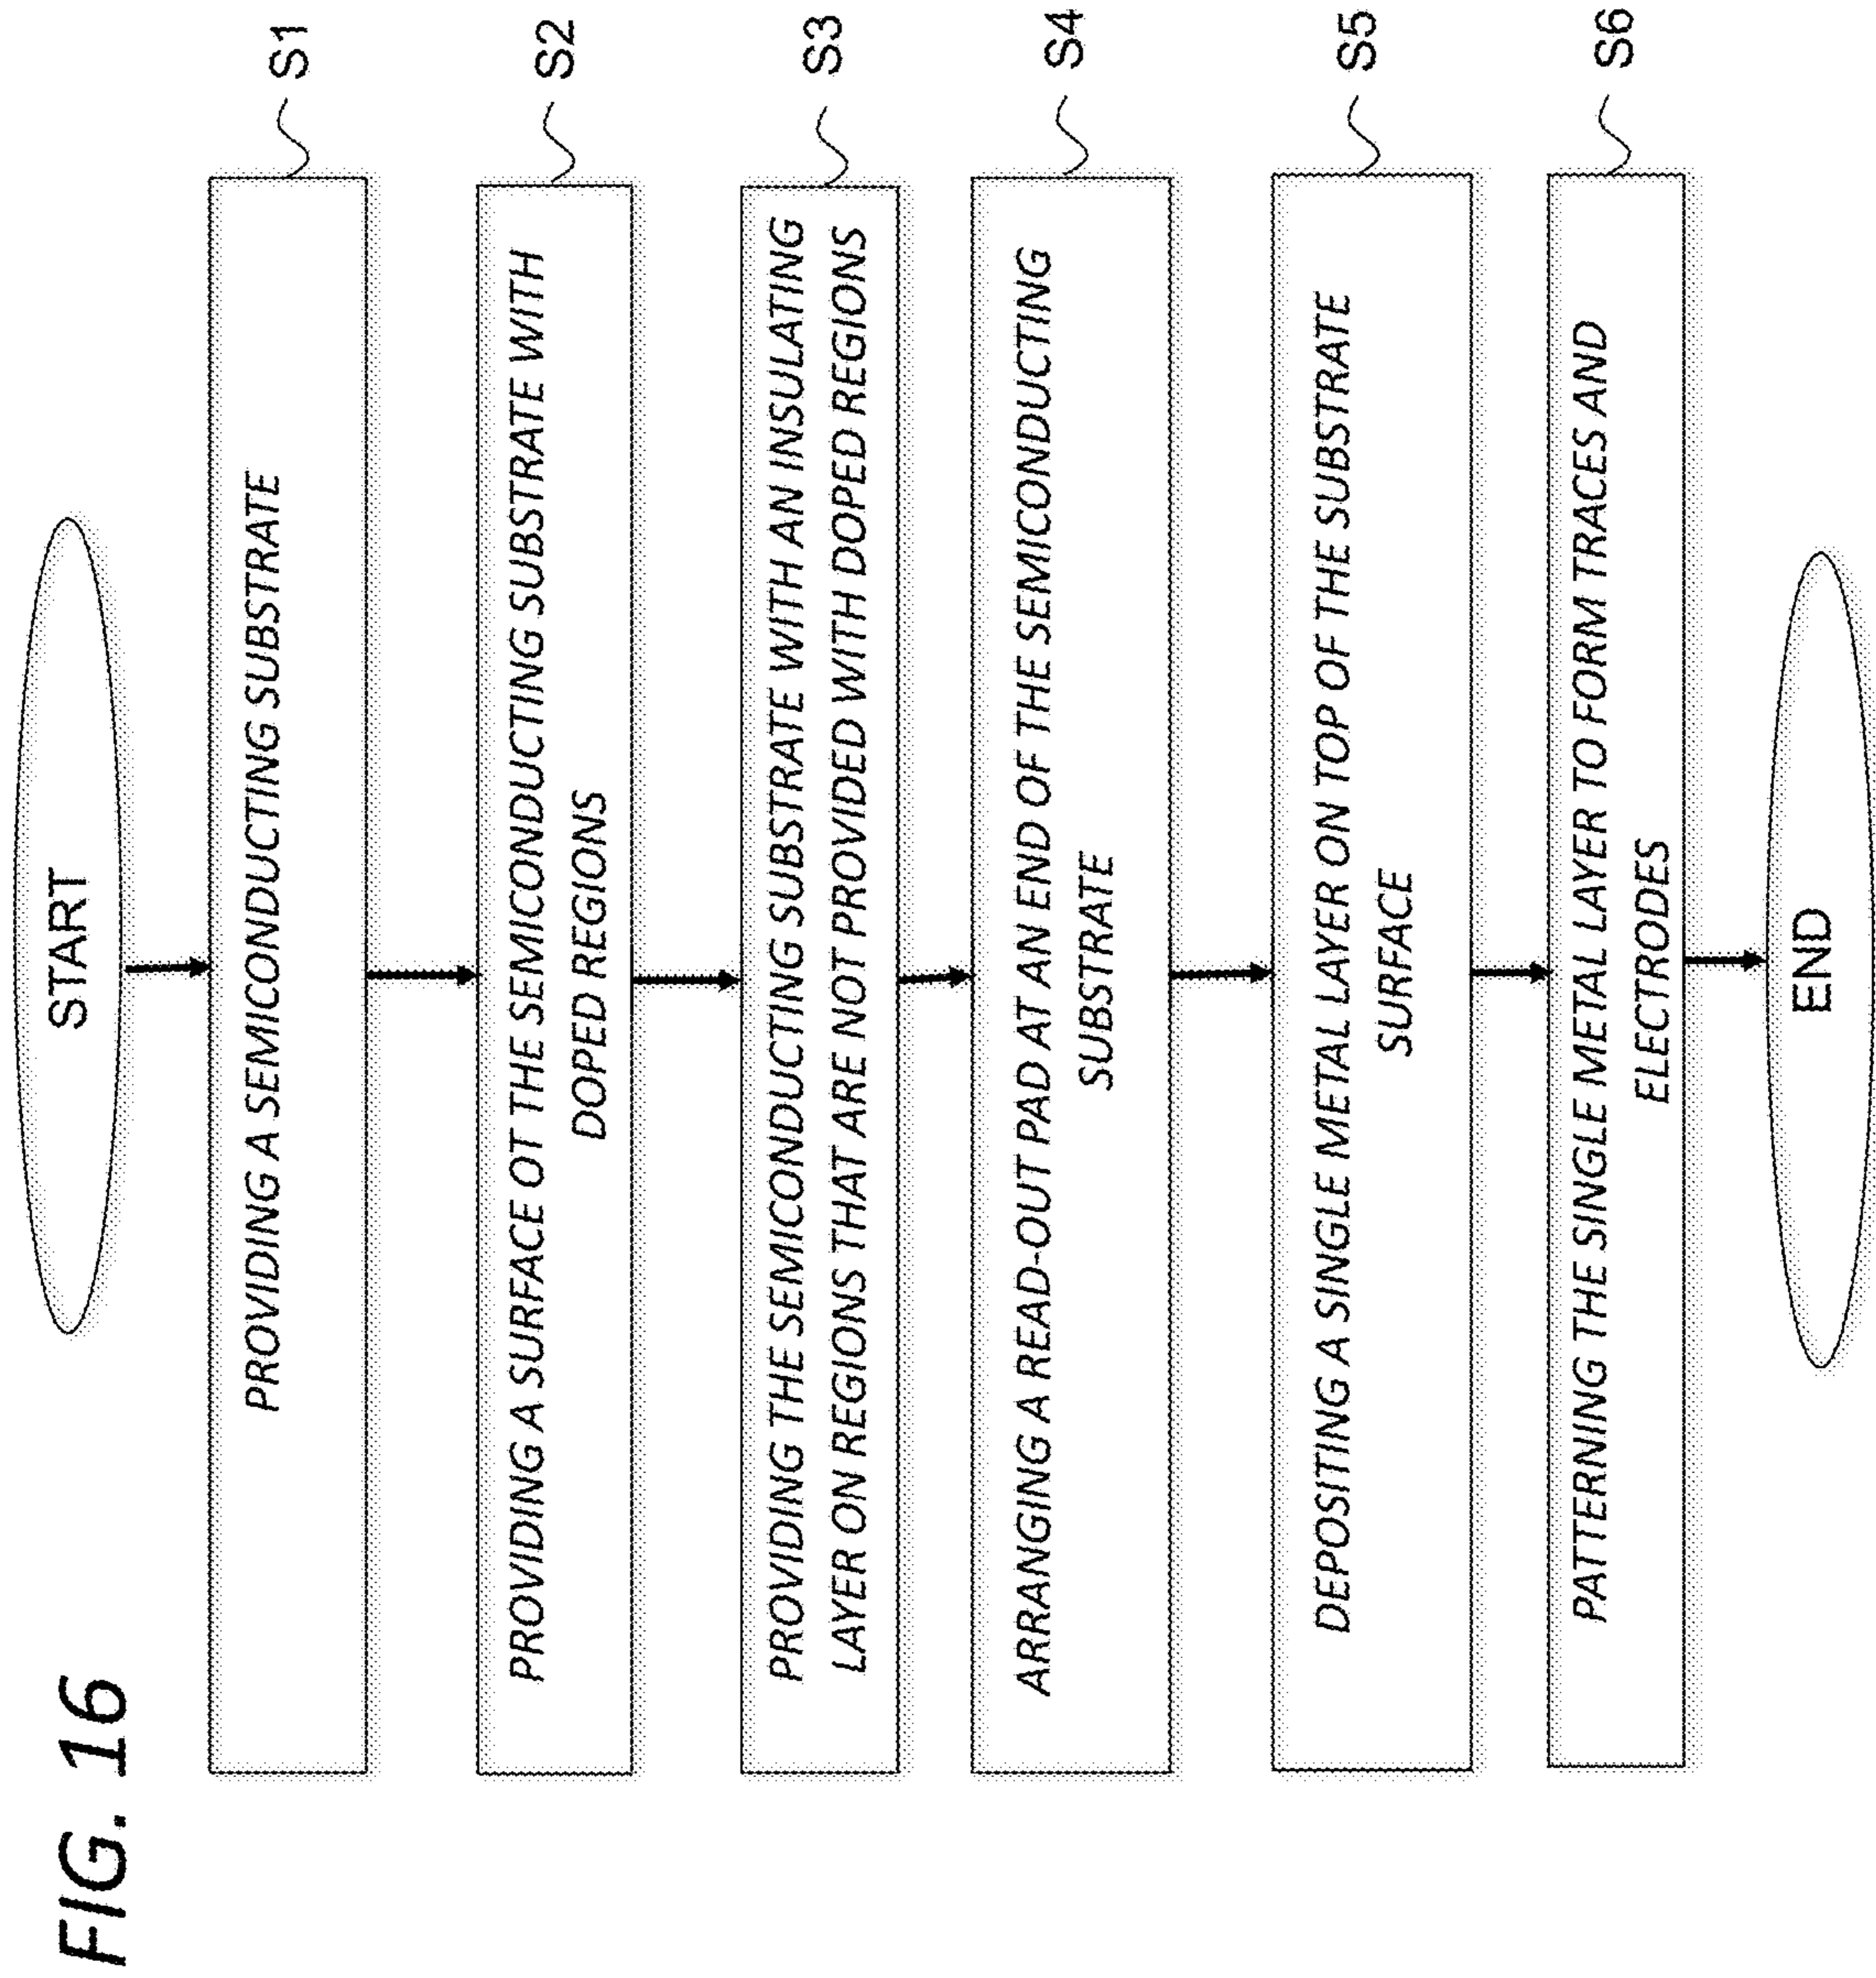 FIG. 16
START
PROVIDING A SEMICONDUCTING SUBSTRATE
S1
PROVIDING A SURFACE OT THE SEMICONDUCTING SUBSTRATE WITH
DOPED REGIONS
S2
PROVIDING THE SEMICONDUCTING SUBSTRATE WITH AN INSULATING
LAYER ON REGIONS THAT ARE NOT PROVIDED WITH DOPED REGIONS
S3
ARRANGING A READ-OUT PAD AT AN END OF THE SEMICONDUCTING
SUBSTRATE
S4
DEPOSITING A SINGLE METAL LAYER ON TOP OF THE SUBSTRATE
SURFACE
S5
PATTERNING THE SINGLE METAL LAYER TO FORM TRACES AND
ELECTRODES
S6
END